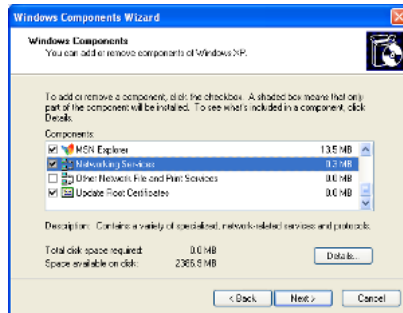 Windows Components Wizard
Windows Components
You can add or remove components of Windows XP.
To add or remove a component, click the checkbox. A shaded box means that only
part of the component will be installed. To see what's included in a component, click
Details.
Components:
MSN Explorer 13.5 MB
Networking Services 0.3 MB
Other Network File and Print Services 0.0 MB
Update Root Certificates 0.0 MB
Description: Contains a variety of specialized, network-related services and protocols.
Total disk space required: 0.0 MB
Space available on disk: 2386.9 MB
Details...
< Back
Next >
Cancel